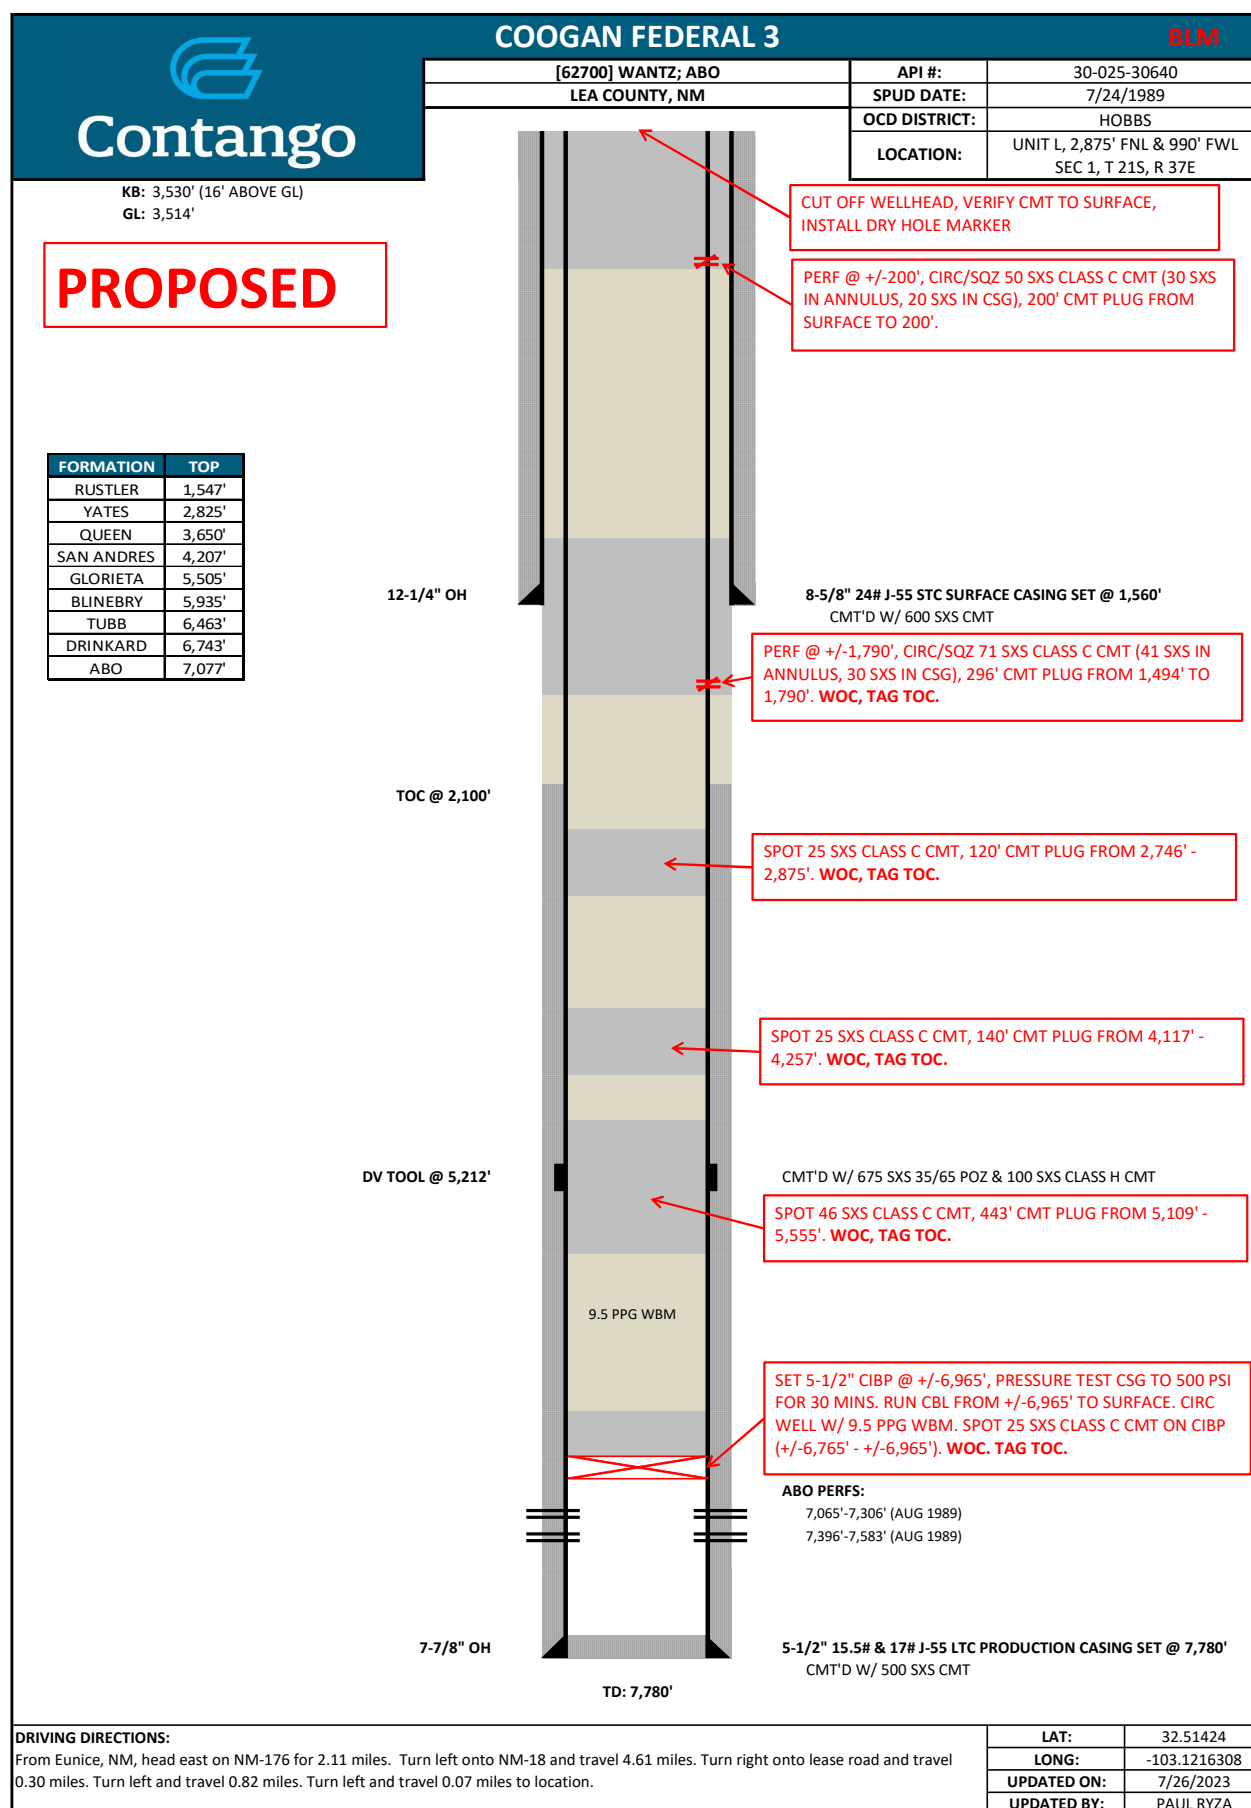 COOGAN FEDERAL 3
BLM
Contango
[62700] WANTZ; ABO
LEA COUNTY, NM
API #: 30-025-30640
SPUD DATE: 7/24/1989
OCD DISTRICT: HOBBS
LOCATION: UNIT L, 2,875' FNL & 990' FWL
SEC 1, T 21S, R 37E
KB: 3,530' (16' ABOVE GL)
GL: 3,514'
PROPOSED
CUT OFF WELLHEAD, VERIFY CMT TO SURFACE,
INSTALL DRY HOLE MARKER
PERF @ +/-200', CIRC/SQZ 50 SXS CLASS C CMT (30 SXS
IN ANNULUS, 20 SXS IN CSG), 200' CMT PLUG FROM
SURFACE TO 200'.
FORMATION TOP
RUSTLER 1,547'
YATES 2,825'
QUEEN 3,650'
SAN ANDRES 4,207'
GLORIETA 5,505'
BLINEBRY 5,935'
TUBB 6,463'
DRINKARD 6,743'
ABO 7,077'
12-1/4" OH
8-5/8" 24# J-55 STC SURFACE CASING SET @ 1,560'
CMT'D W/ 600 SXS CMT
PERF @ +/-1,790', CIRC/SQZ 71 SXS CLASS C CMT (41 SXS IN
ANNULUS, 30 SXS IN CSG), 296' CMT PLUG FROM 1,494' TO
1,790'. WOC, TAG TOC.
TOC @ 2,100'
SPOT 25 SXS CLASS C CMT, 120' CMT PLUG FROM 2,746' -
2,875'. WOC, TAG TOC.
SPOT 25 SXS CLASS C CMT, 140' CMT PLUG FROM 4,117' -
4,257'. WOC, TAG TOC.
DV TOOL @ 5,212'
CMT'D W/ 675 SXS 35/65 POZ & 100 SXS CLASS H CMT
SPOT 46 SXS CLASS C CMT, 443' CMT PLUG FROM 5,109' -
5,555'. WOC, TAG TOC.
9.5 PPG WBM
SET 5-1/2" CIBP @ +/-6,965', PRESSURE TEST CSG TO 500 PSI
FOR 30 MINS. RUN CBL FROM +/-6,965' TO SURFACE. CIRC
WELL W/ 9.5 PPG WBM. SPOT 25 SXS CLASS C CMT ON CIBP
(+/-6,765' - +/-6,965'). WOC. TAG TOC.
ABO PERFS:
7,065'-7,306' (AUG 1989)
7,396'-7,583' (AUG 1989)
7-7/8" OH
5-1/2" 15.5# & 17# J-55 LTC PRODUCTION CASING SET @ 7,780'
CMT'D W/ 500 SXS CMT
TD: 7,780'
DRIVING DIRECTIONS:
From Eunice, NM, head east on NM-176 for 2.11 miles. Turn left onto NM-18 and travel 4.61 miles. Turn right onto lease road and travel
0.30 miles. Turn left and travel 0.82 miles. Turn left and travel 0.07 miles to location.
LAT: 32.51424
LONG: -103.1216308
UPDATED ON: 7/26/2023
UPDATED BY: PAUL RYZA